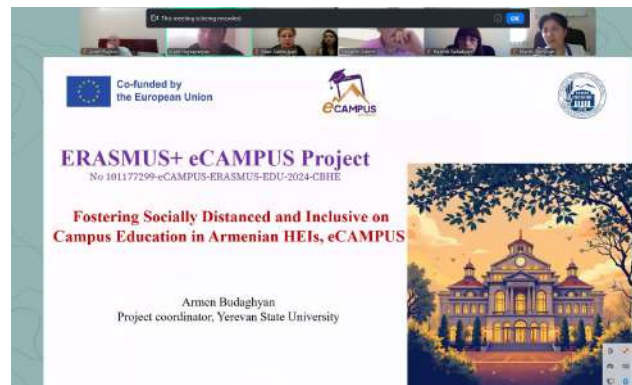 This meeting is being recorded
OK
Co-funded by
the European Union
eCAMPUS
ERASMUS+ eCAMPUS Project
No 101177299-eCAMPUS-ERASMUS-EDU-2024-CBHE
Fostering Socially Distanced and Inclusive on
Campus Education in Armenian HEIs, eCAMPUS
Armen Budaghyan
Project coordinator, Yerevan State University